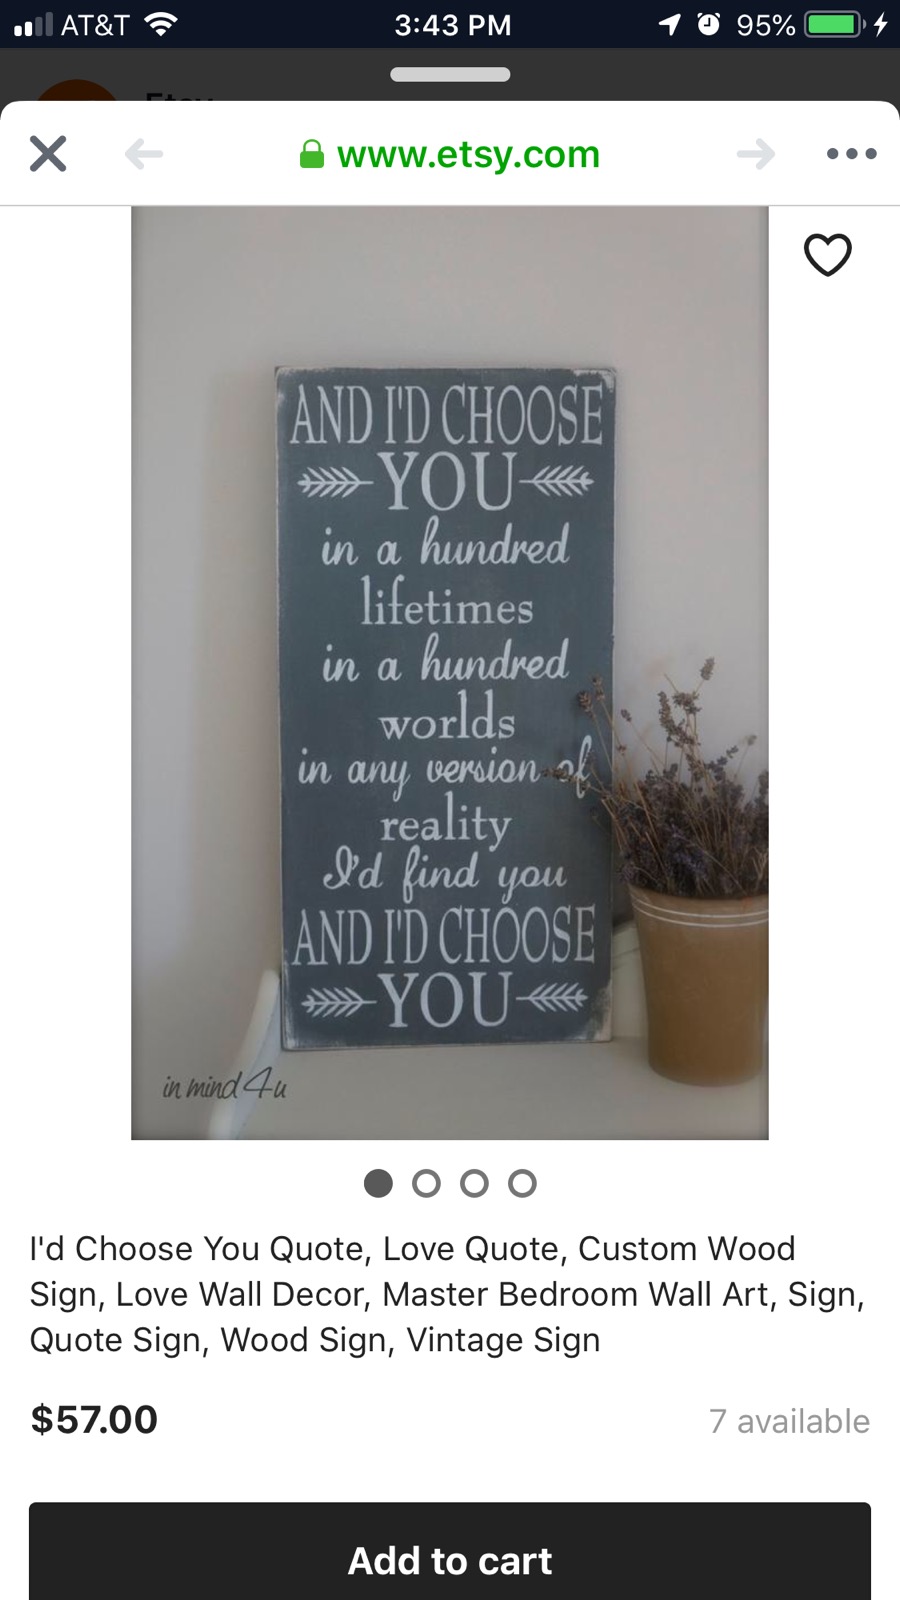 AT&T
3:43 PM
95%
www.etsy.com
AND I'D CHOOSE
YOU
in a hundred
lifetimes
in a hundred
worlds
in any version of
reality
I'd find you
AND I'D CHOOSE
YOU
in mind 4u
I'd Choose You Quote, Love Quote, Custom Wood
Sign, Love Wall Decor, Master Bedroom Wall Art, Sign,
Quote Sign, Wood Sign, Vintage Sign
$57.00
7 available
Add to cart